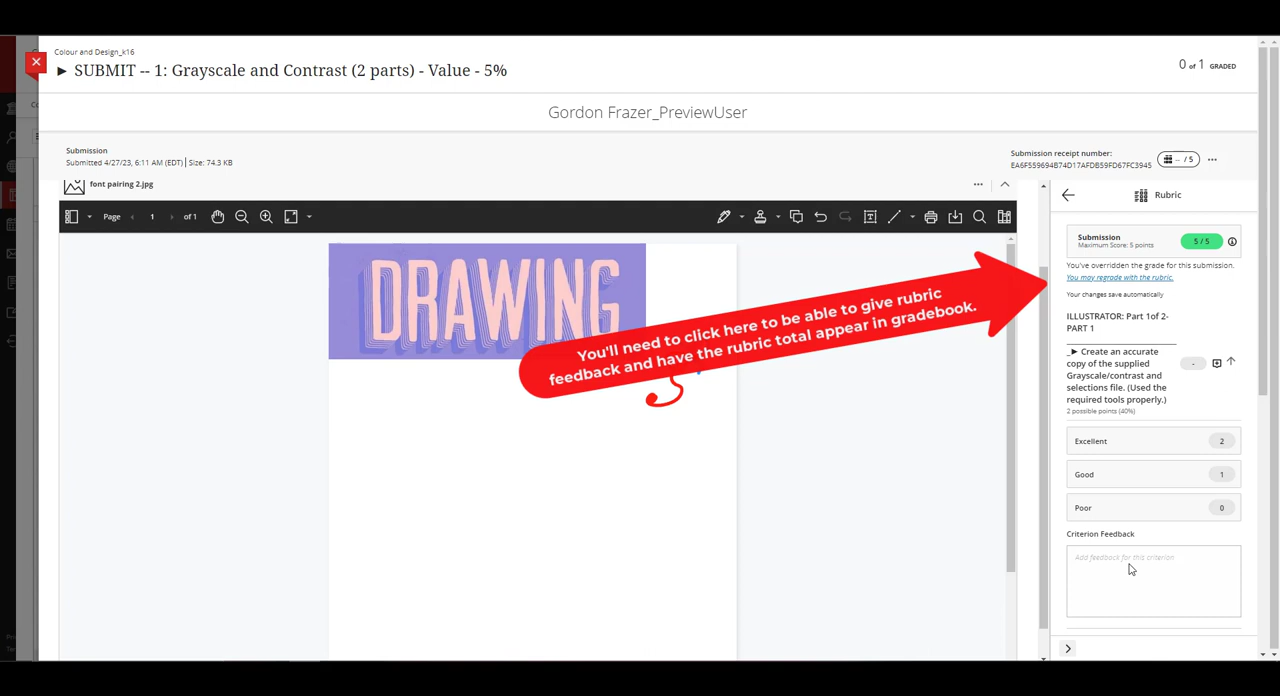 Colour and Design_k16
► SUBMIT -- 1: Grayscale and Contrast (2 parts) - Value - 5%
0 of 1 GRADED
Gordon Frazer_PreviewUser
Submission
Submitted 4/27/23, 6:11 AM (EDT) | Size: 74.3 KB
Submission receipt number:
EA6F559694B74D17AFDB59FD67FC3945
-- / 5
font pairing 2.jpg
Rubric
Page 1 of 1
DRAWING
You'll need to click here to be able to give rubric
feedback and have the rubric total appear in gradebook.
Submission
Maximum Score: 5 points
5 / 5
You've overridden the grade for this submission.
You may regrade with the rubric.
Your changes save automatically
ILLUSTRATOR: Part 1of 2-
PART 1
_► Create an accurate
copy of the supplied
Grayscale/contrast and
selections file. (Used the
required tools properly.)
-
2 possible points (40%)
Excellent 2
Good 1
Poor 0
Criterion Feedback
Add feedback for this criterion